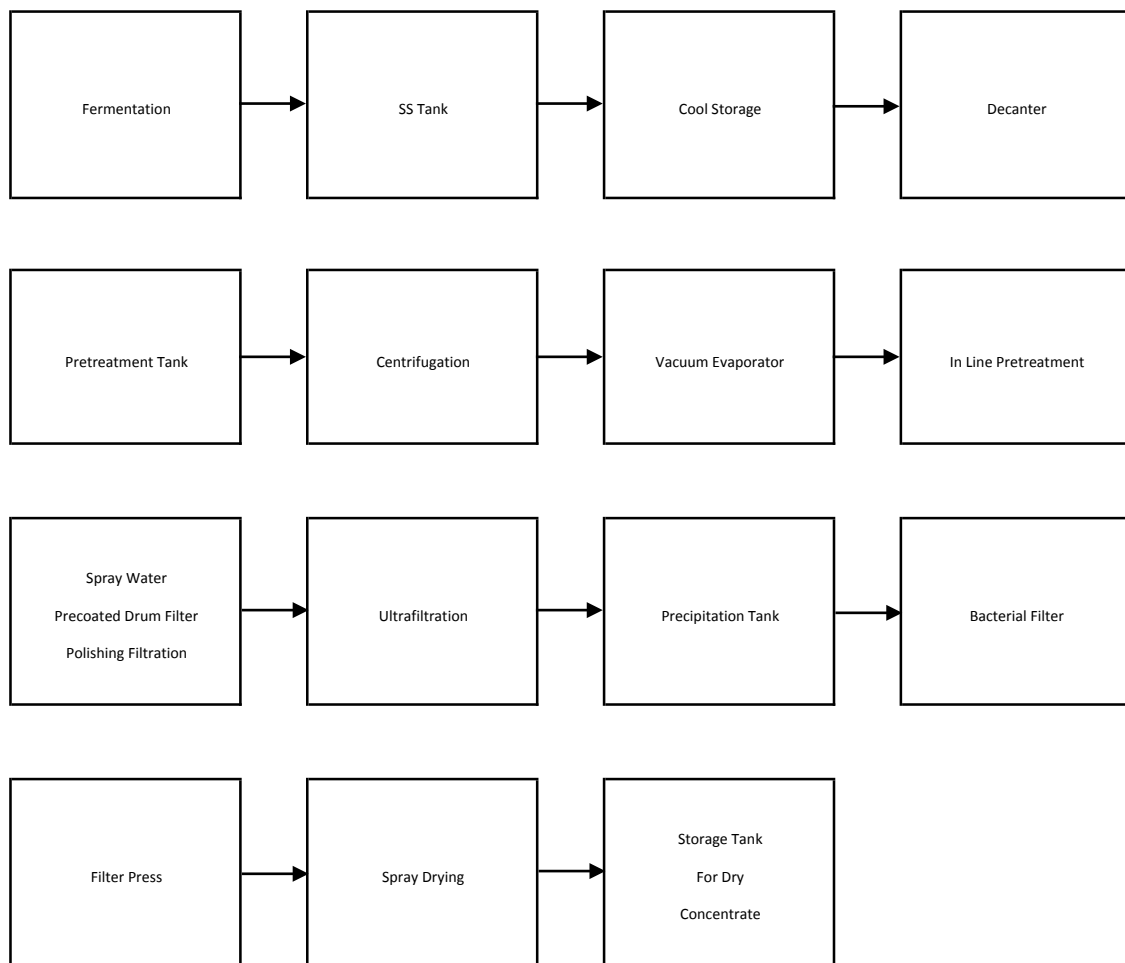 Fermentation
SS Tank
Cool Storage
Decanter
Pretreatment Tank
Centrifugation
Vacuum Evaporator
In Line Pretreatment
Spray Water
Precoated Drum Filter
Polishing Filtration
Ultrafiltration
Precipitation Tank
Bacterial Filter
Filter Press
Spray Drying
Storage Tank
For Dry
Concentrate